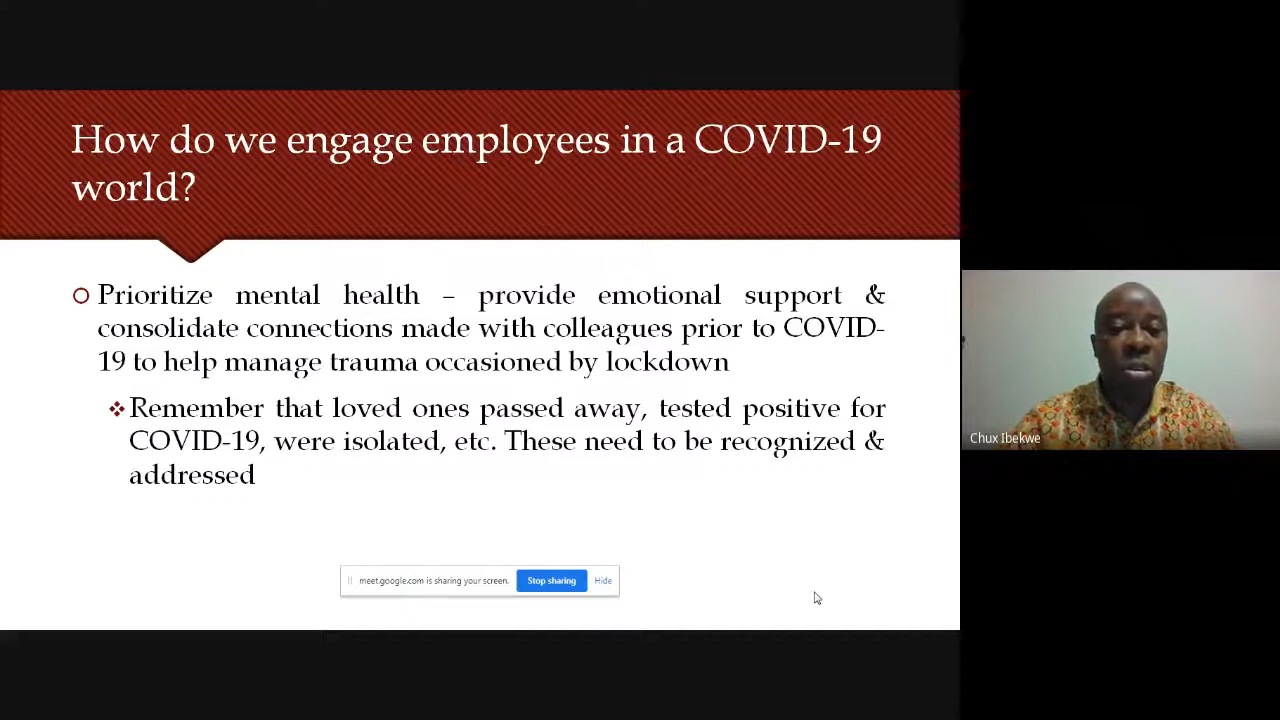 How do we engage employees in a COVID-19
world?
Prioritize mental health – provide emotional support &
consolidate connections made with colleagues prior to COVID-
19 to help manage trauma occasioned by lockdown
Remember that loved ones passed away, tested positive for
COVID-19, were isolated, etc. These need to be recognized &
addressed
meet.google.com is sharing your screen. Stop sharing Hide
Chux Ibekwe